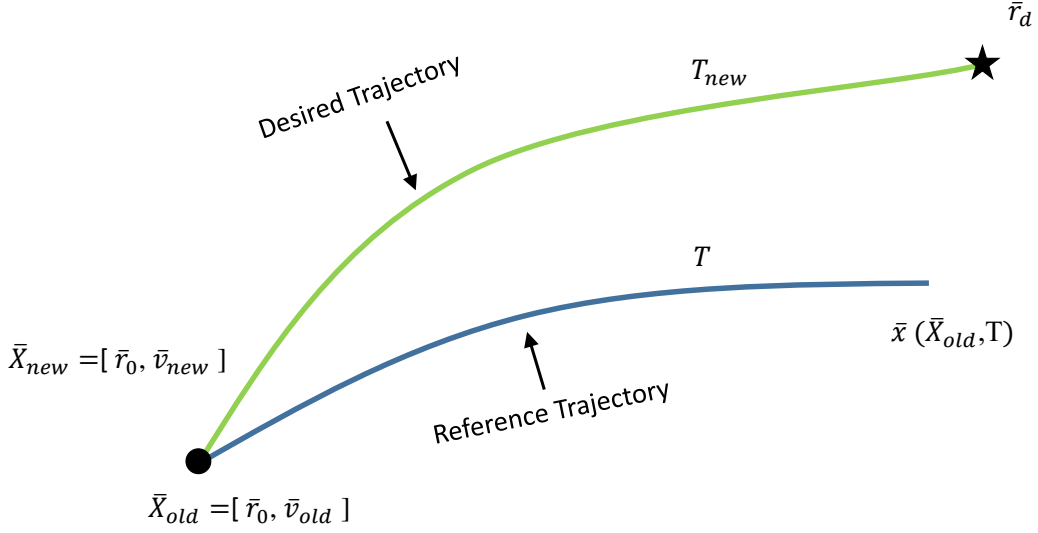 r̄_d
Desired Trajectory
T_new
T
X̄_new =[ r̄_0, v̄_new ]
x̄ (X̄_old,T)
Reference Trajectory
X̄_old =[ r̄_0, v̄_old ]